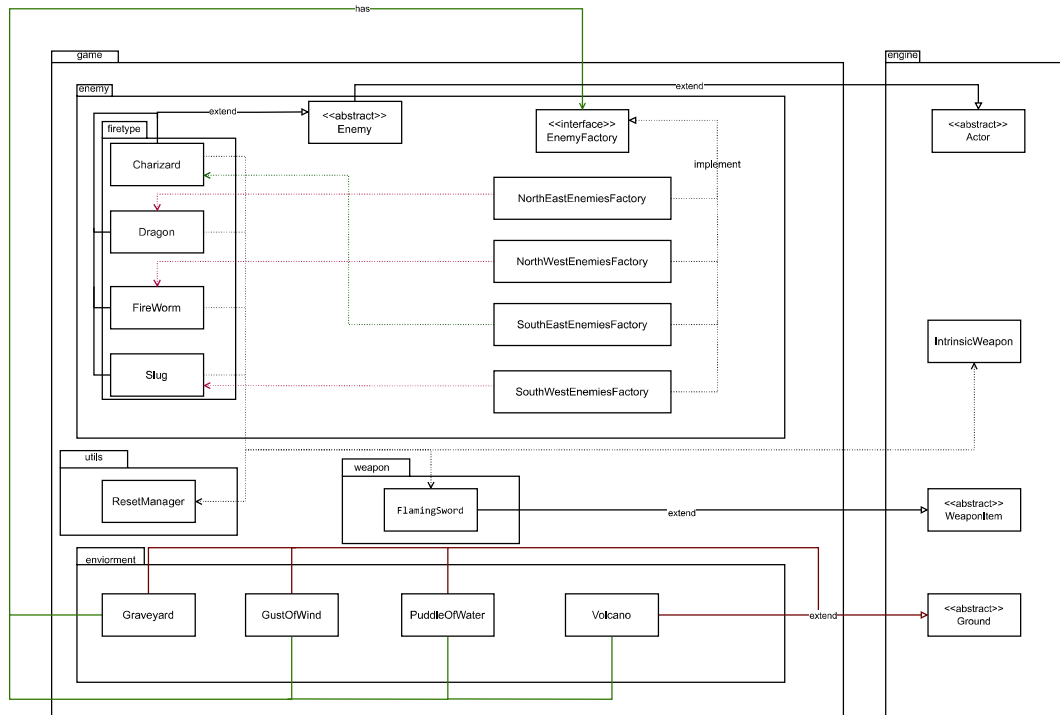 has
game
engine
enemy
extend
extend
<<abstract>>
Enemy
<<interface>>
EnemyFactory
<<abstract>>
Actor
firetype
Charizard
implement
NorthEastEnemiesFactory
Dragon
NorthWestEnemiesFactory
FireWorm
SouthEastEnemiesFactory
IntrinsicWeapon
Slug
SouthWestEnemiesFactory
utils
weapon
ResetManager
FlamingSword
extend
<<abstract>>
WeaponItem
enviorment
Graveyard
GustOfWind
PuddleOfWater
Volcano
extend
<<abstract>>
Ground